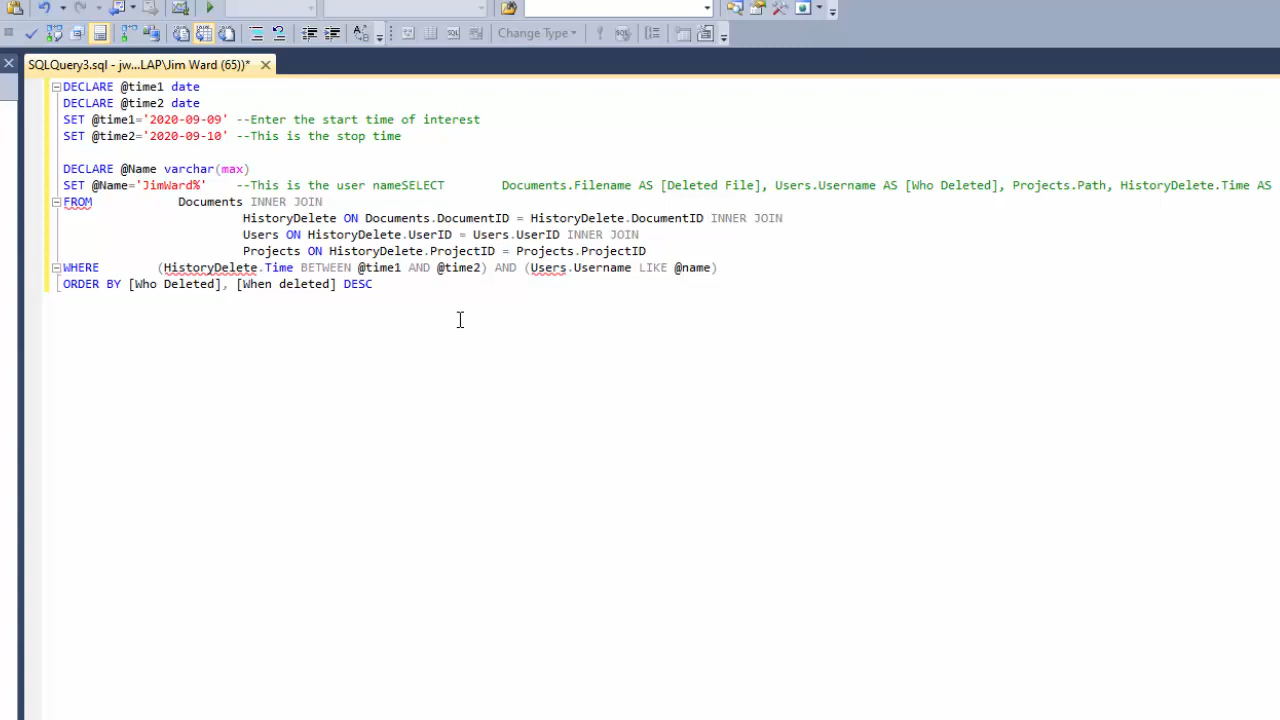 Change Type
SQLQuery3.sql - jw...LAP\Jim Ward (65))*
DECLARE @time1 date
DECLARE @time2 date
SET @time1='2020-09-09' --Enter the start time of interest
SET @time2='2020-09-10' --This is the stop time
DECLARE @Name varchar(max)
SET @Name='JimWard%' --This is the user nameSELECT Documents.Filename AS [Deleted File], Users.Username AS [Who Deleted], Projects.Path, HistoryDelete.Time AS
FROM Documents INNER JOIN
HistoryDelete ON Documents.DocumentID = HistoryDelete.DocumentID INNER JOIN
Users ON HistoryDelete.UserID = Users.UserID INNER JOIN
Projects ON HistoryDelete.ProjectID = Projects.ProjectID
WHERE (HistoryDelete.Time BETWEEN @time1 AND @time2) AND (Users.Username LIKE @name)
ORDER BY [Who Deleted], [When deleted] DESC